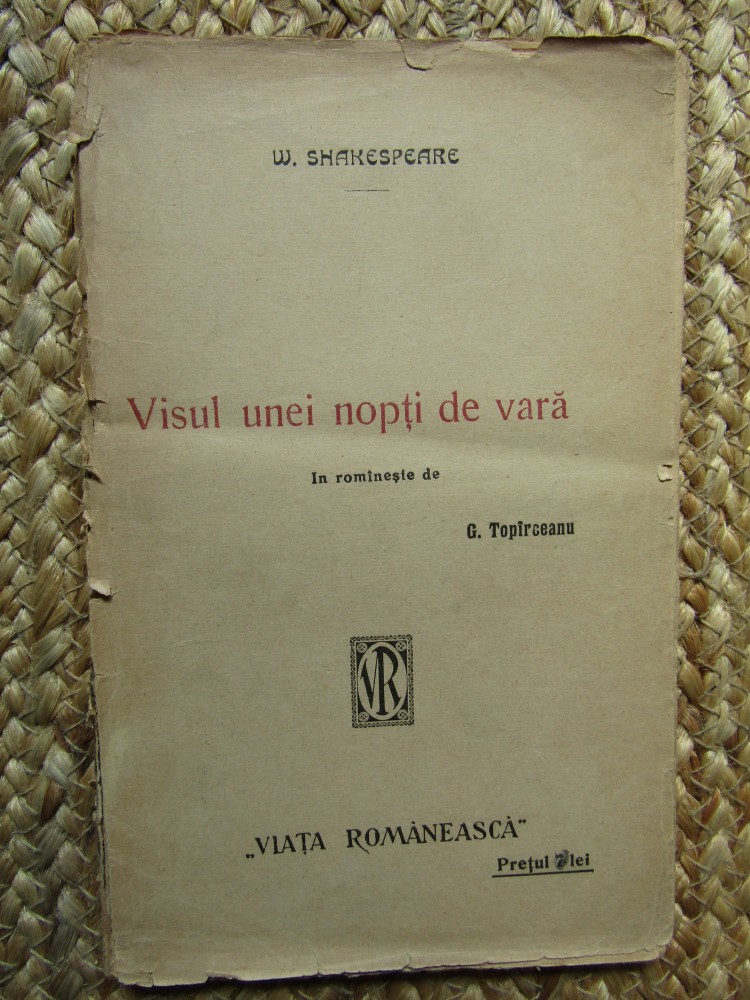 W. SHAKESPEARE
Visul unei nopți de vară
In romînește de
G. Topîrceanu
VR
„VIAȚA ROMÂNEASCĂ"
Prețul 7 lei